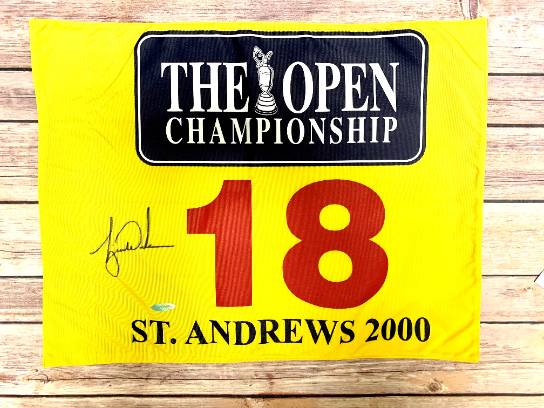 THE OPEN
CHAMPIONSHIP
18
ST. ANDREWS 2000